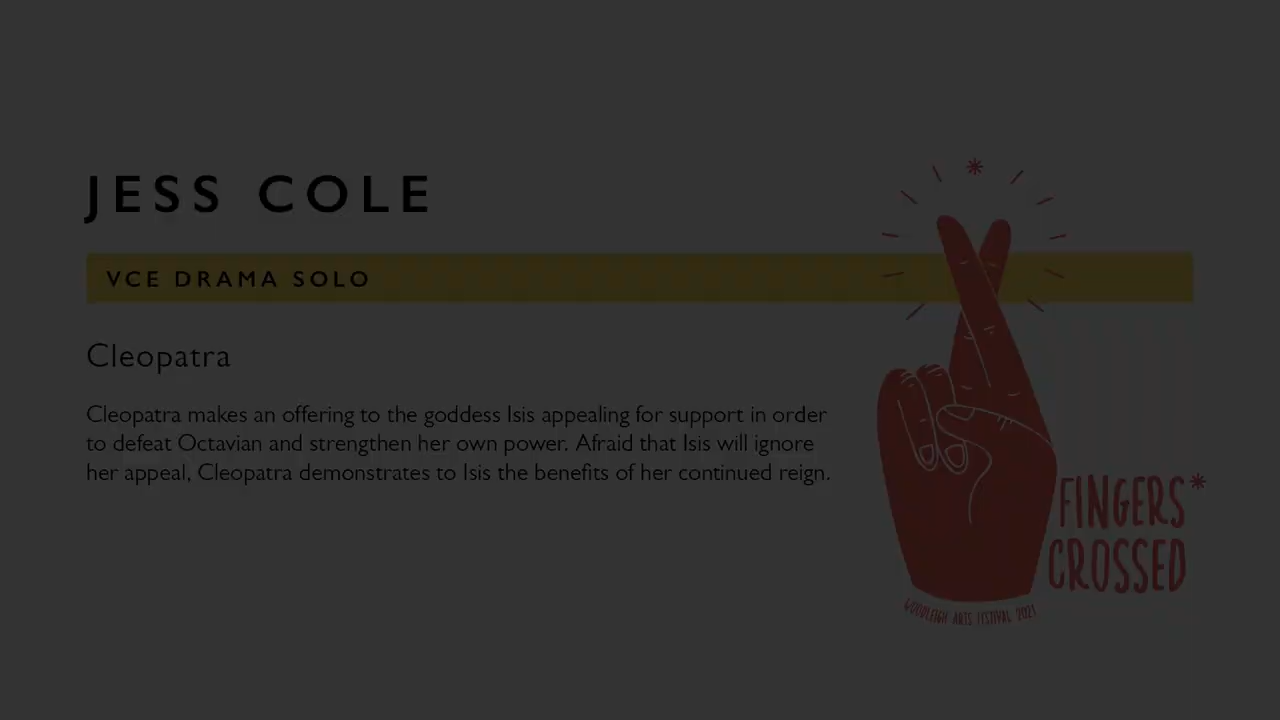 JESS COLE
VCE DRAMA SOLO
Cleopatra
Cleopatra makes an offering to the goddess Isis appealing for support in order
to defeat Octavian and strengthen her own power. Afraid that Isis will ignore
her appeal, Cleopatra demonstrates to Isis the benefits of her continued reign.
FINGERS*
CROSSED
WOODLEIGH ARTS FESTIVAL 2021